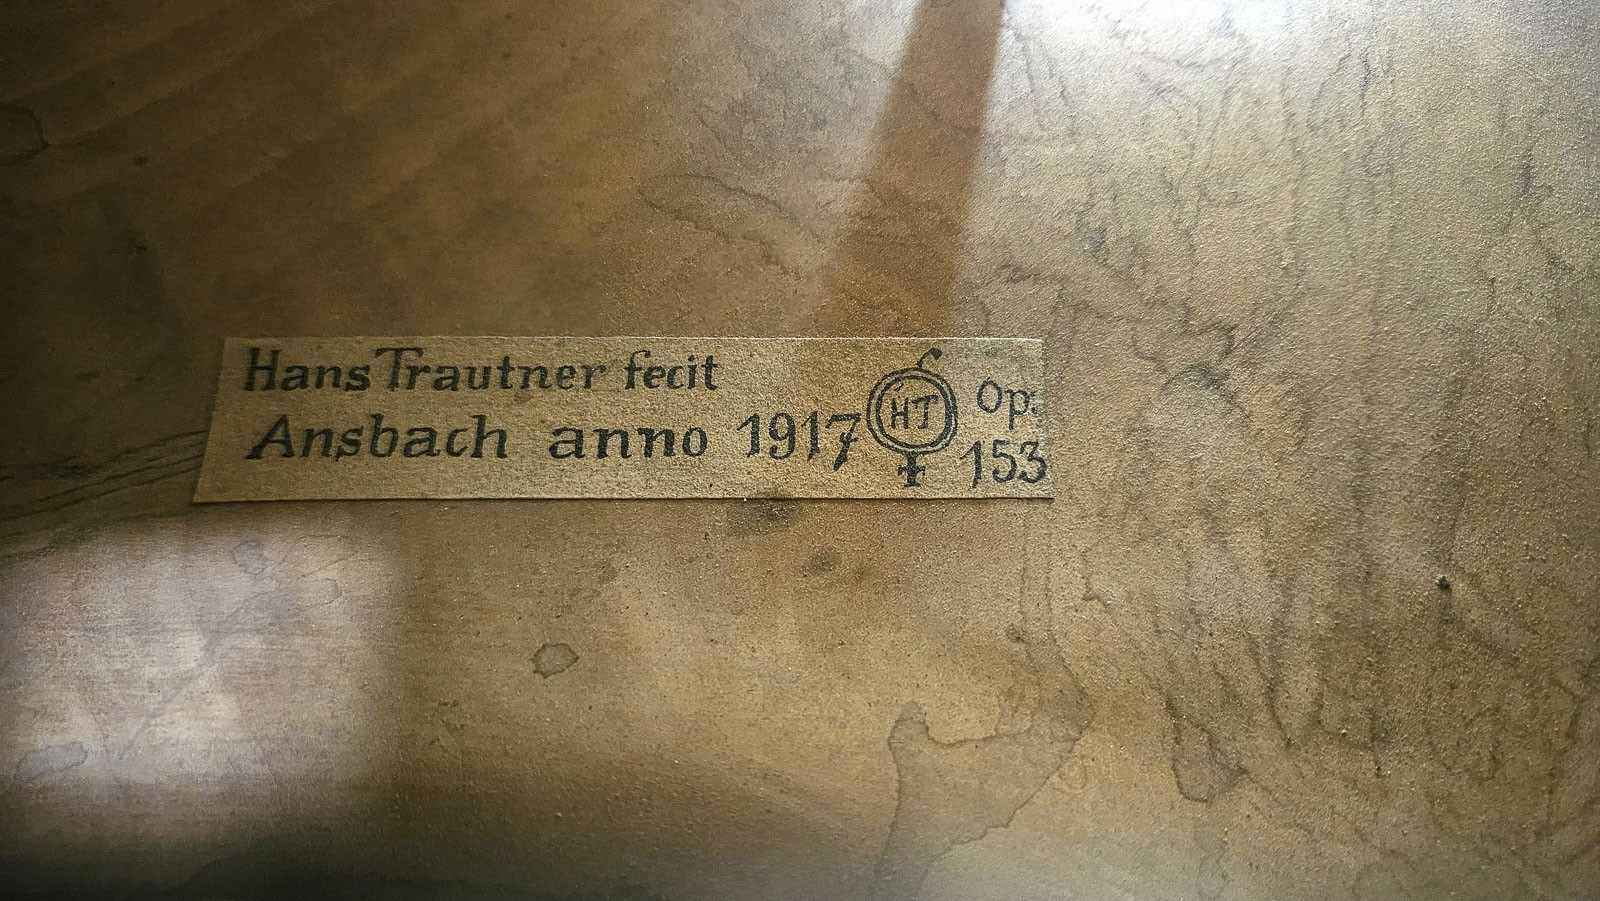 Hans Trautner fecit
Ansbach anno 1917
HT
Op.
153